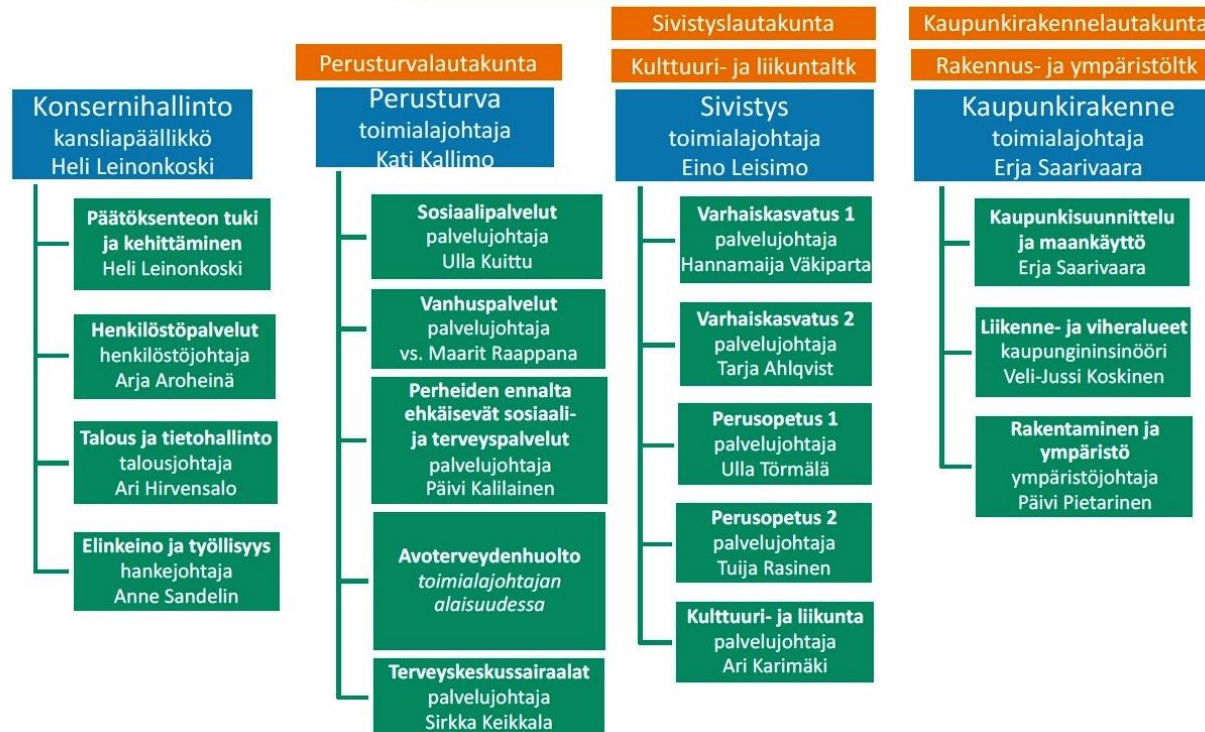 Konsernihallinto
kansliapäällikkö
Heli Leinonkoski
Päätöksenteon tuki
ja kehittäminen
Heli Leinonkoski
Henkilöstöpalvelut
henkilöstöjohtaja
Arja Aroheinä
Talous ja tietohallinto
talousjohtaja
Ari Hirvensalo
Elinkeino ja työllisyys
hankejohtaja
Anne Sandelin
Perusturvalautakunta
Perusturva
toimialajohtaja
Kati Kallimo
Sosiaalipalvelut
palvelujohtaja
Ulla Kuittu
Vanhuspalvelut
palvelujohtaja
vs. Maarit Raappana
Perheiden ennalta
ehkäisevät sosiaali-
ja terveyspalvelut
palvelujohtaja
Päivi Kalilainen
Avoterveydenhuolto
toimialajohtajan
alaisuudessa
Terveyskeskussairaalat
palvelujohtaja
Sirkka Keikkala
Sivistyslautakunta
Kulttuuri- ja liikuntaltk
Sivistys
toimialajohtaja
Eino Leisimo
Varhaiskasvatus 1
palvelujohtaja
Hannamaija Väkiparta
Varhaiskasvatus 2
palvelujohtaja
Tarja Ahlqvist
Perusopetus 1
palvelujohtaja
Ulla Törmälä
Perusopetus 2
palvelujohtaja
Tuija Rasinen
Kulttuuri- ja liikunta
palvelujohtaja
Ari Karimäki
Kaupunkirakennelautakunta
Rakennus- ja ympäristöltk
Kaupunkirakenne
toimialajohtaja
Erja Saarivaara
Kaupunkisuunnittelu
ja maankäyttö
Erja Saarivaara
Liikenne- ja viheralueet
kaupungininsinööri
Veli-Jussi Koskinen
Rakentaminen ja
ympäristö
ympäristöjohtaja
Päivi Pietarinen